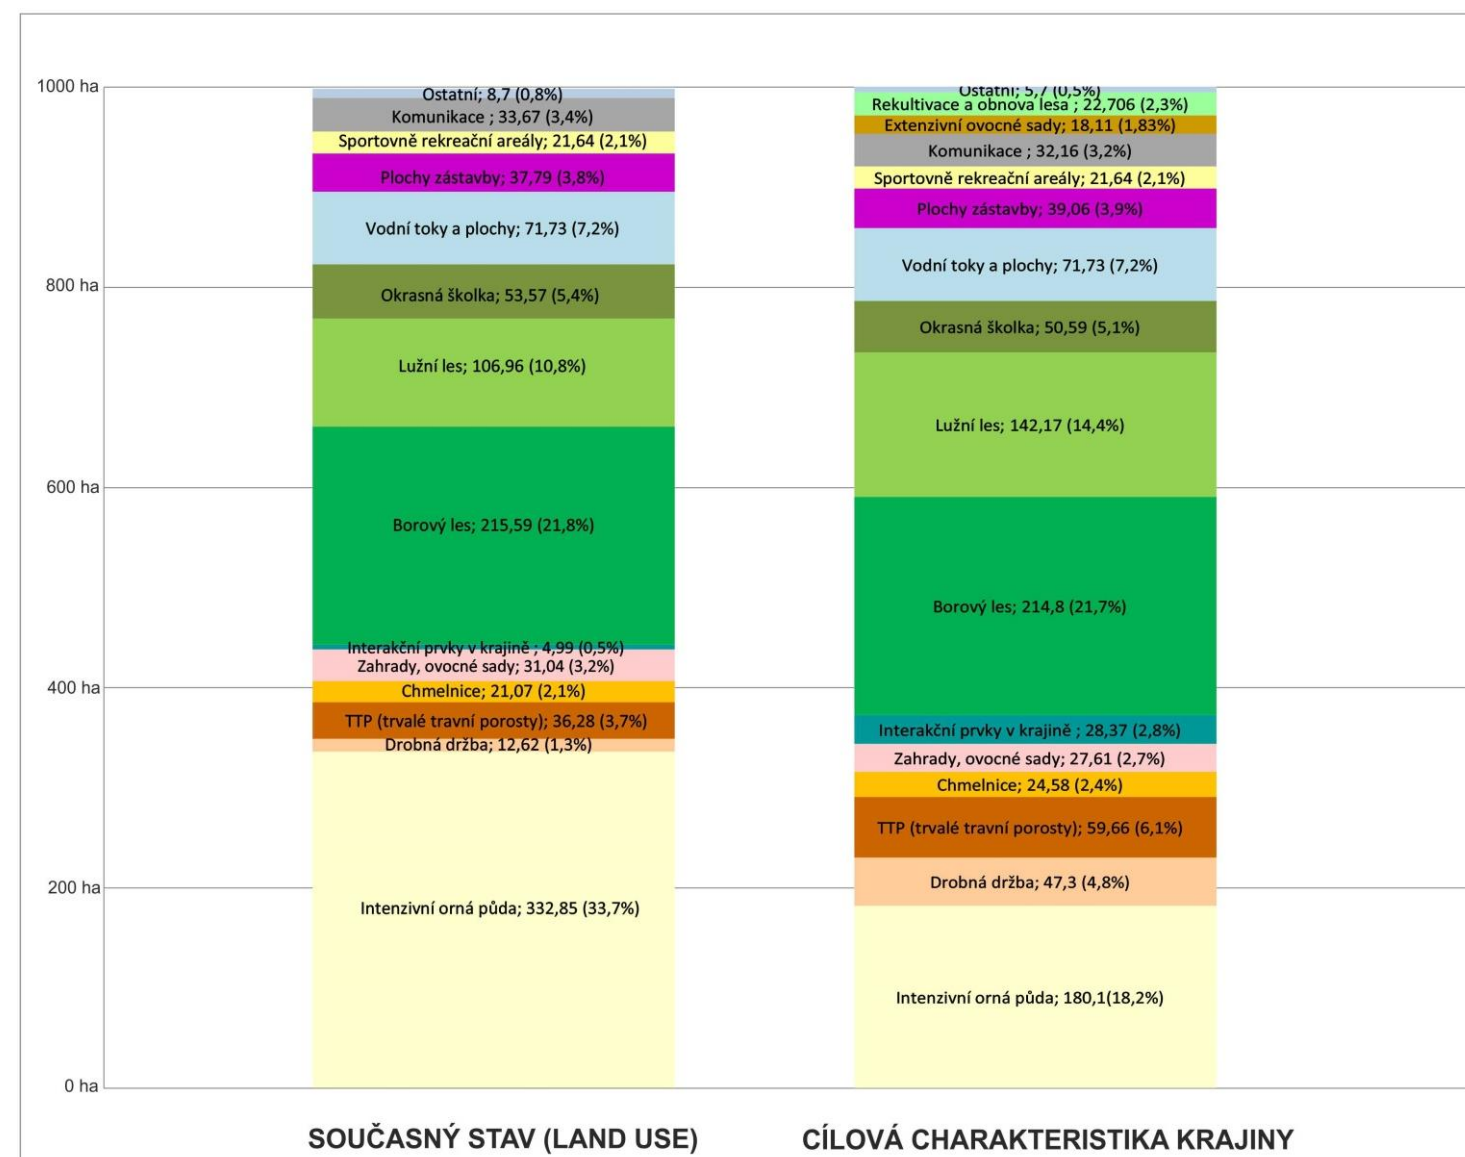 1000 ha
800 ha
600 ha
400 ha
200 ha
0 ha
Ostatní; 8,7 (0,8%)
Komunikace ; 33,67 (3,4%)
Sportovně rekreační areály; 21,64 (2,1%)
Plochy zástavby; 37,79 (3,8%)
Vodní toky a plochy; 71,73 (7,2%)
Okrasná školka; 53,57 (5,4%)
Lužní les; 106,96 (10,8%)
Borový les; 215,59 (21,8%)
Interakční prvky v krajině ; 4,99 (0,5%)
Zahrady, ovocné sady; 31,04 (3,2%)
Chmelnice; 21,07 (2,1%)
TTP (trvalé travní porosty); 36,28 (3,7%)
Drobná držba; 12,62 (1,3%)
Intenzivní orná půda; 332,85 (33,7%)
SOUČASNÝ STAV (LAND USE)
Ostatní; 5,7 (0,5%)
Rekultivace a obnova lesa ; 22,706 (2,3%)
Extenzivní ovocné sady; 18,11 (1,83%)
Komunikace ; 32,16 (3,2%)
Sportovně rekreační areály; 21,64 (2,1%)
Plochy zástavby; 39,06 (3,9%)
Vodní toky a plochy; 71,73 (7,2%)
Okrasná školka; 50,59 (5,1%)
Lužní les; 142,17 (14,4%)
Borový les; 214,8 (21,7%)
Interakční prvky v krajině ; 28,37 (2,8%)
Zahrady, ovocné sady; 27,61 (2,7%)
Chmelnice; 24,58 (2,4%)
TTP (trvalé travní porosty); 59,66 (6,1%)
Drobná držba; 47,3 (4,8%)
Intenzivní orná půda; 180,1(18,2%)
CÍLOVÁ CHARAKTERISTIKA KRAJINY